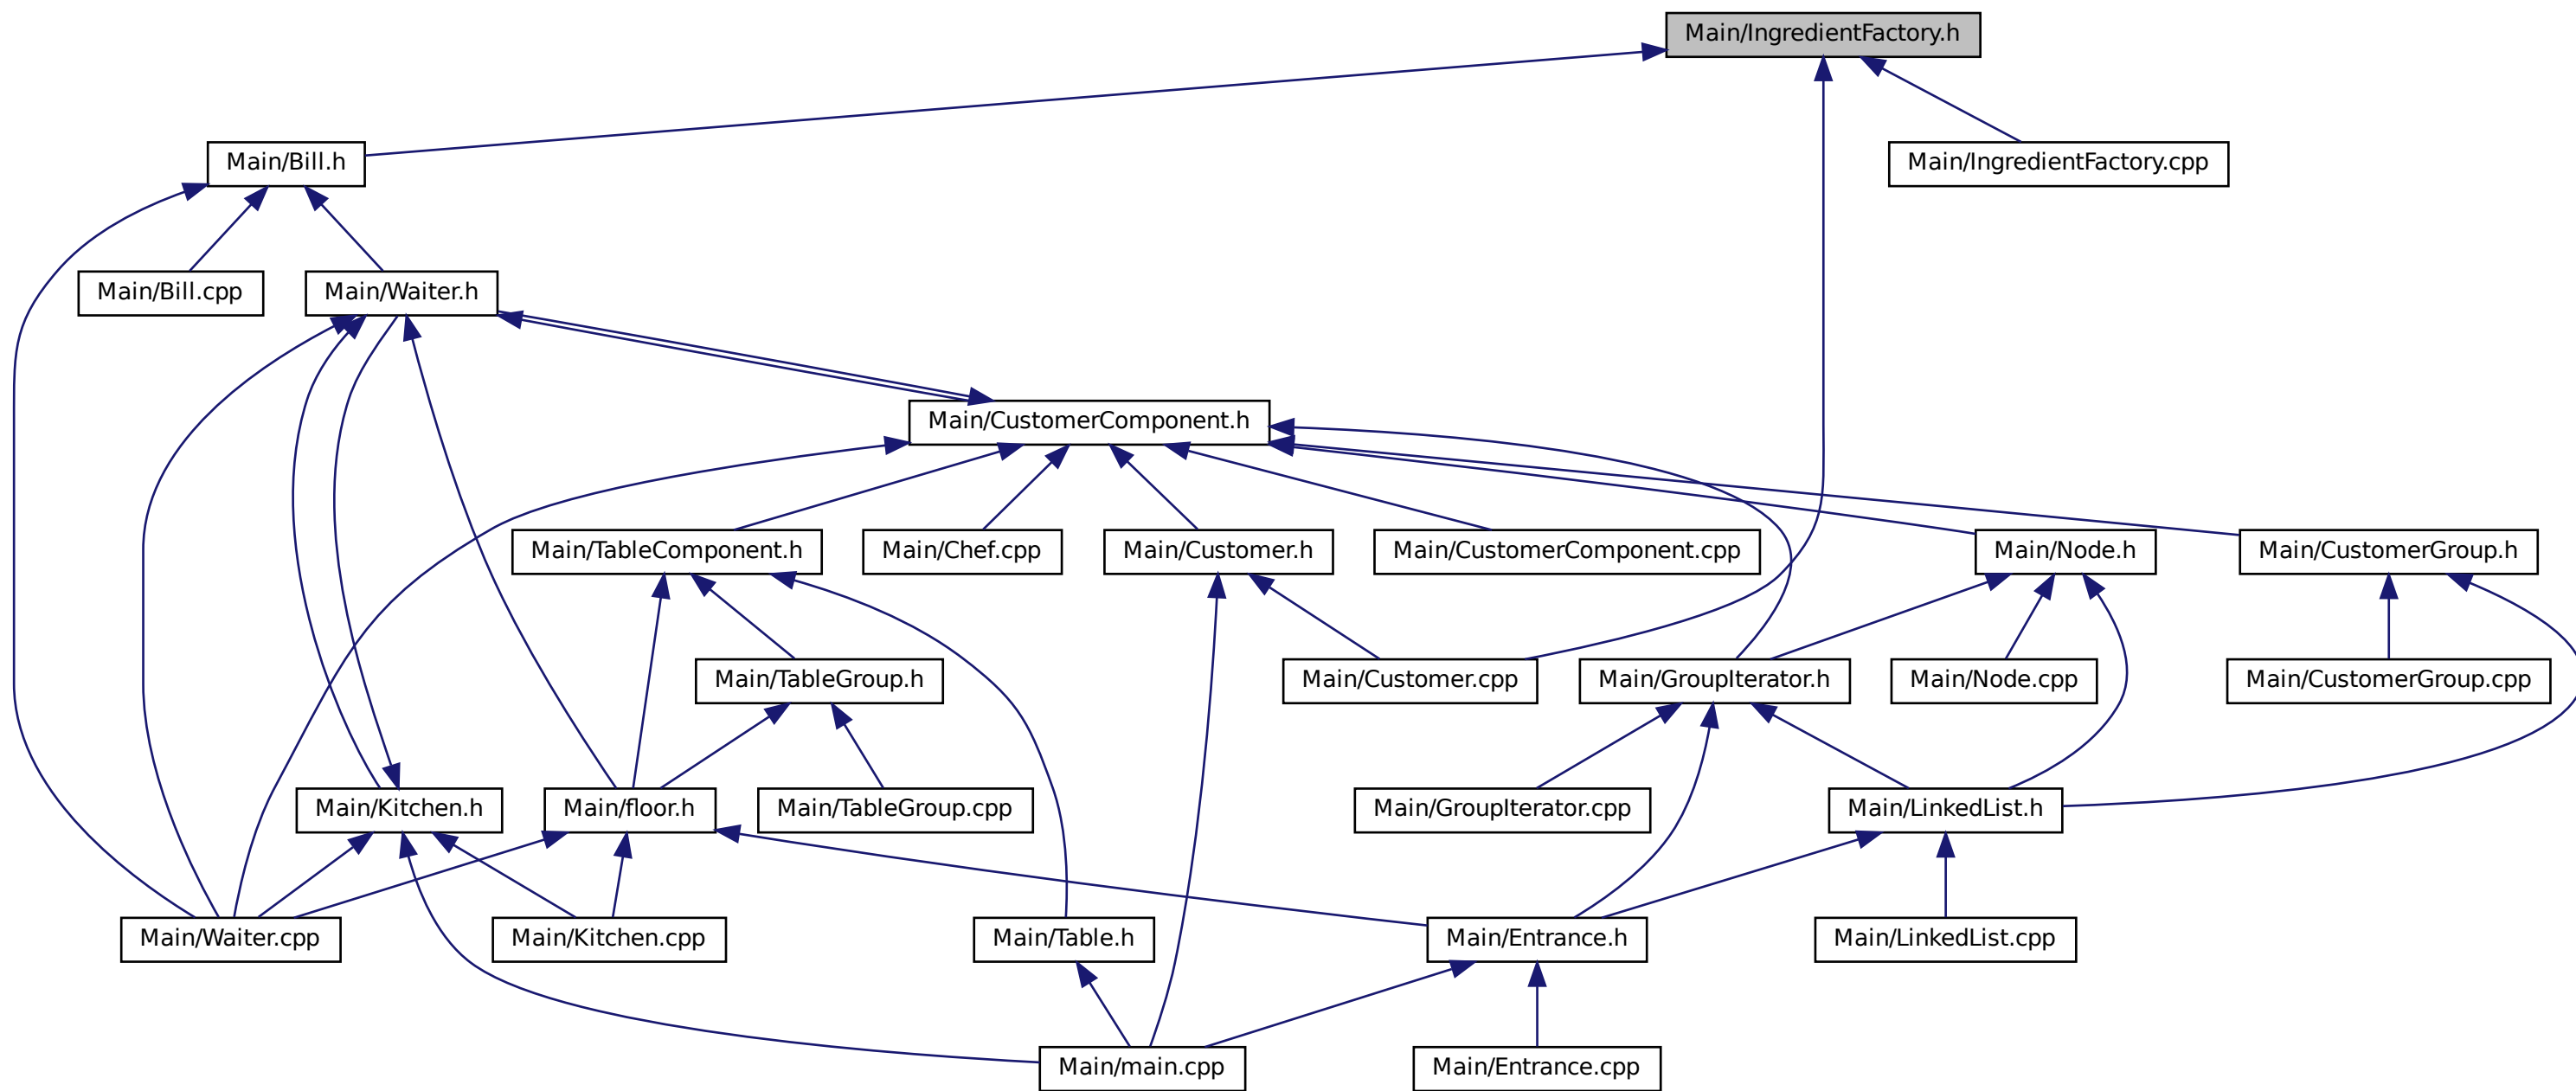 Main/IngredientFactory.h
Main/Bill.h
Main/IngredientFactory.cpp
Main/Bill.cpp
Main/Waiter.h
Main/CustomerComponent.h
Main/TableComponent.h
Main/Chef.cpp
Main/Customer.h
Main/CustomerComponent.cpp
Main/Node.h
Main/CustomerGroup.h
Main/TableGroup.h
Main/Customer.cpp
Main/GroupIterator.h
Main/Node.cpp
Main/CustomerGroup.cpp
Main/Kitchen.h
Main/floor.h
Main/TableGroup.cpp
Main/GroupIterator.cpp
Main/LinkedList.h
Main/Waiter.cpp
Main/Kitchen.cpp
Main/Table.h
Main/Entrance.h
Main/LinkedList.cpp
Main/main.cpp
Main/Entrance.cpp